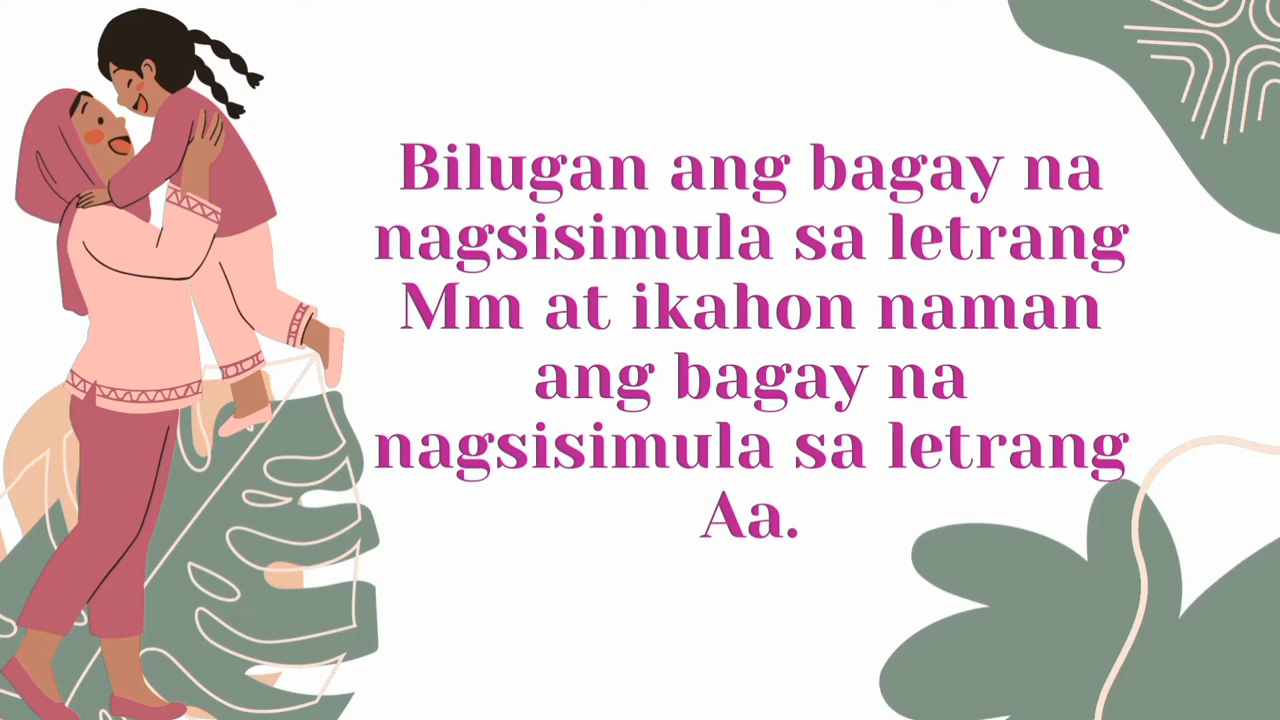 Bilugan ang bagay na
nagsisimula sa letrang
Mm at ikahon naman
ang bagay na
nagsisimula sa letrang
Aa.